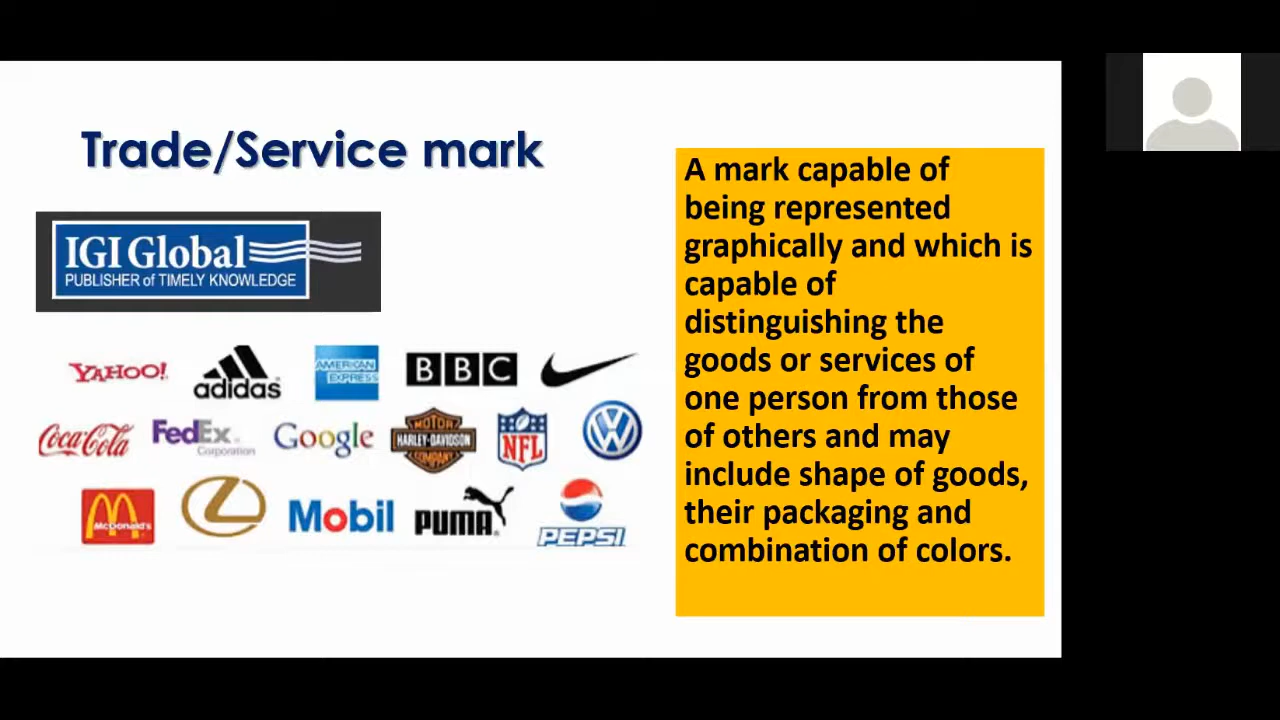 Trade/Service mark
IGI Global
PUBLISHER of TIMELY KNOWLEDGE
YAHOO!
adidas
AMERICAN
EXPRESS
BBC
Coca-Cola
FedEx
Corporation
Google
MOTOR
HARLEY-DAVIDSON
COMPANY
NFL
McDonald's
Mobil
PUMA
PEPSI
A mark capable of
being represented
graphically and which is
capable of
distinguishing the
goods or services of
one person from those
of others and may
include shape of goods,
their packaging and
combination of colors.